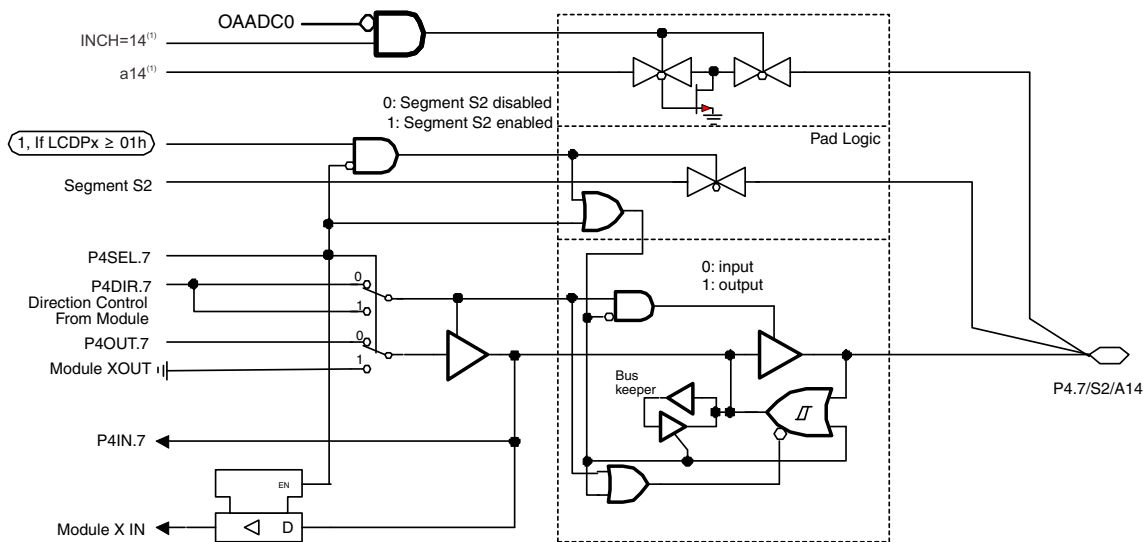 OAADC0
INCH=14(1)
a14(1)
0: Segment S2 disabled
1: Segment S2 enabled
1, If LCDPx ≥ 01h
Pad Logic
Segment S2
P4SEL.7
0: input
1: output
P4DIR.7
0
Direction Control
From Module
1
P4OUT.7
0
Module XOUT
1
Bus
keeper
P4.7/S2/A14
P4IN.7
EN
Module X IN
D